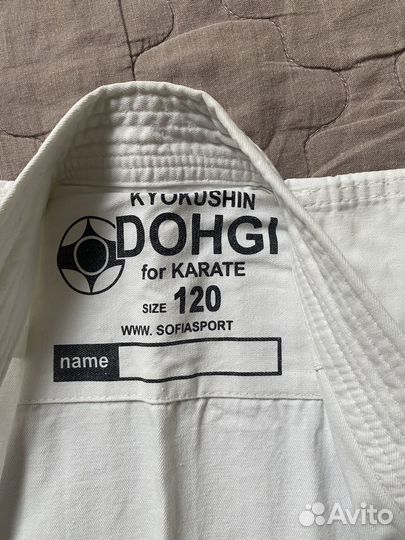 KYOKUSHIN
DOHGI
for KARATE
SIZE 120
WWW. SOFIASPORT
name
Avito